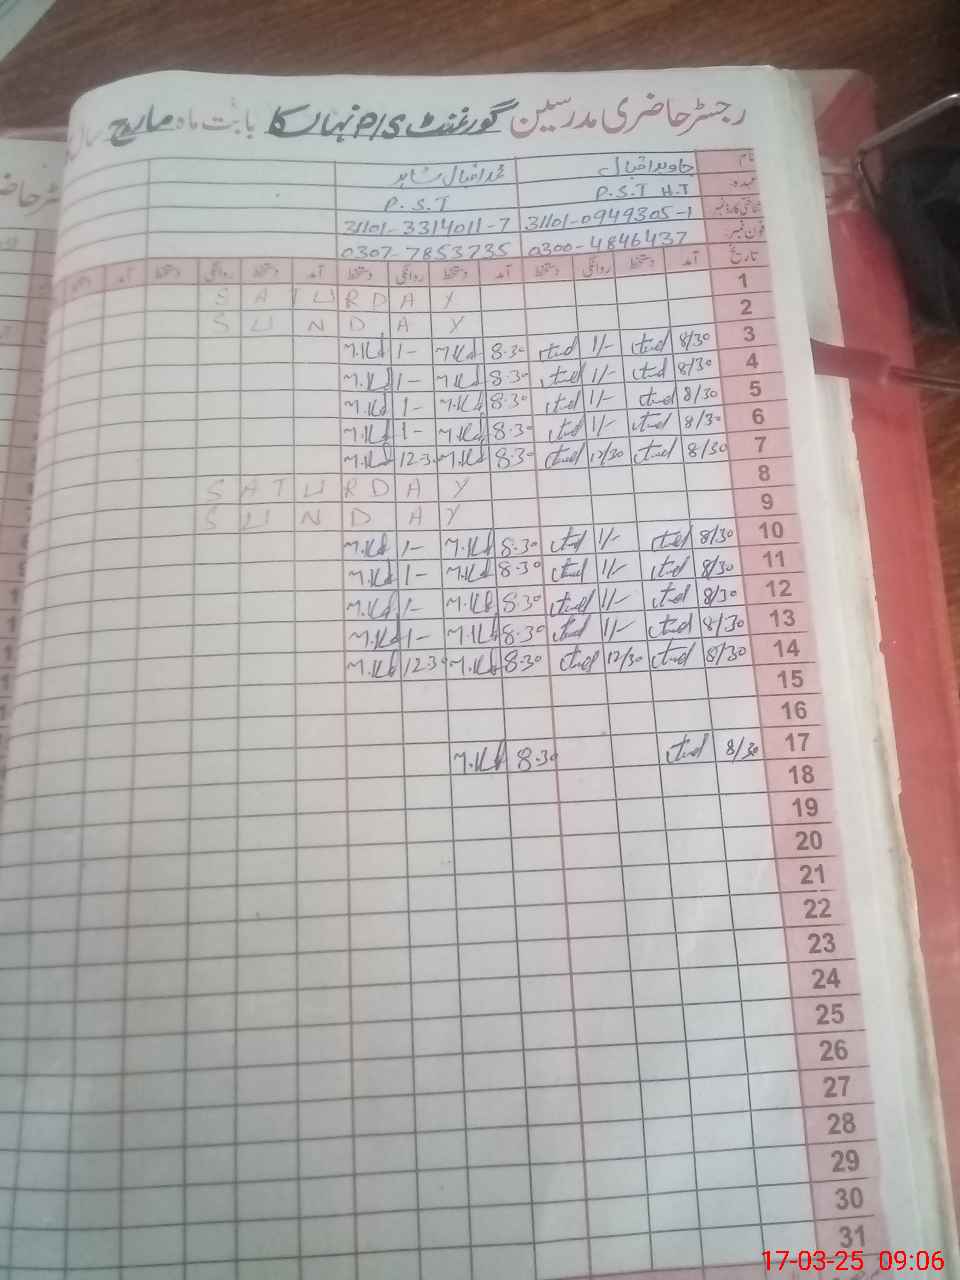 رجسٹر حاضری مدرسین گورنمنٹ P/S نہاں کا بابت ماہ مارچ سال
نام جاوید اقبال محمد اقبال شاہد
عہدہ P.S.T H.T P.S.T
شناختی کارڈ نمبر 31101-0949305-1 31101-3314011-7
فون نمبر 0300-4846437 0307-7853735
تاریخ آمد دستخط روانگی دستخط آمد دستخط روانگی دستخط آمد دستخط روانگی دستخط آمد
1 SATURDAY
2 SUNDAY
3 8/30 1/- 8.30 1-
4 8/30 1/- 8.30 1-
5 8/30 1/- 8.30 1-
6 8/30 1/- 8.30 1-
7 8/30 12/30 8.30 12-30
8 SATURDAY
9 SUNDAY
10 8/30 1/- 8.30 1-
11 8/30 1/- 8.30 1-
12 8/30 1/- 8.30 1-
13 8/30 1/- 8.30 1-
14 8/30 12/30 8.30 12-30
15
16
17 8/30 8.30
18
19
20
21
22
23
24
25
26
27
28
29
30
31
17-03-25 09:06